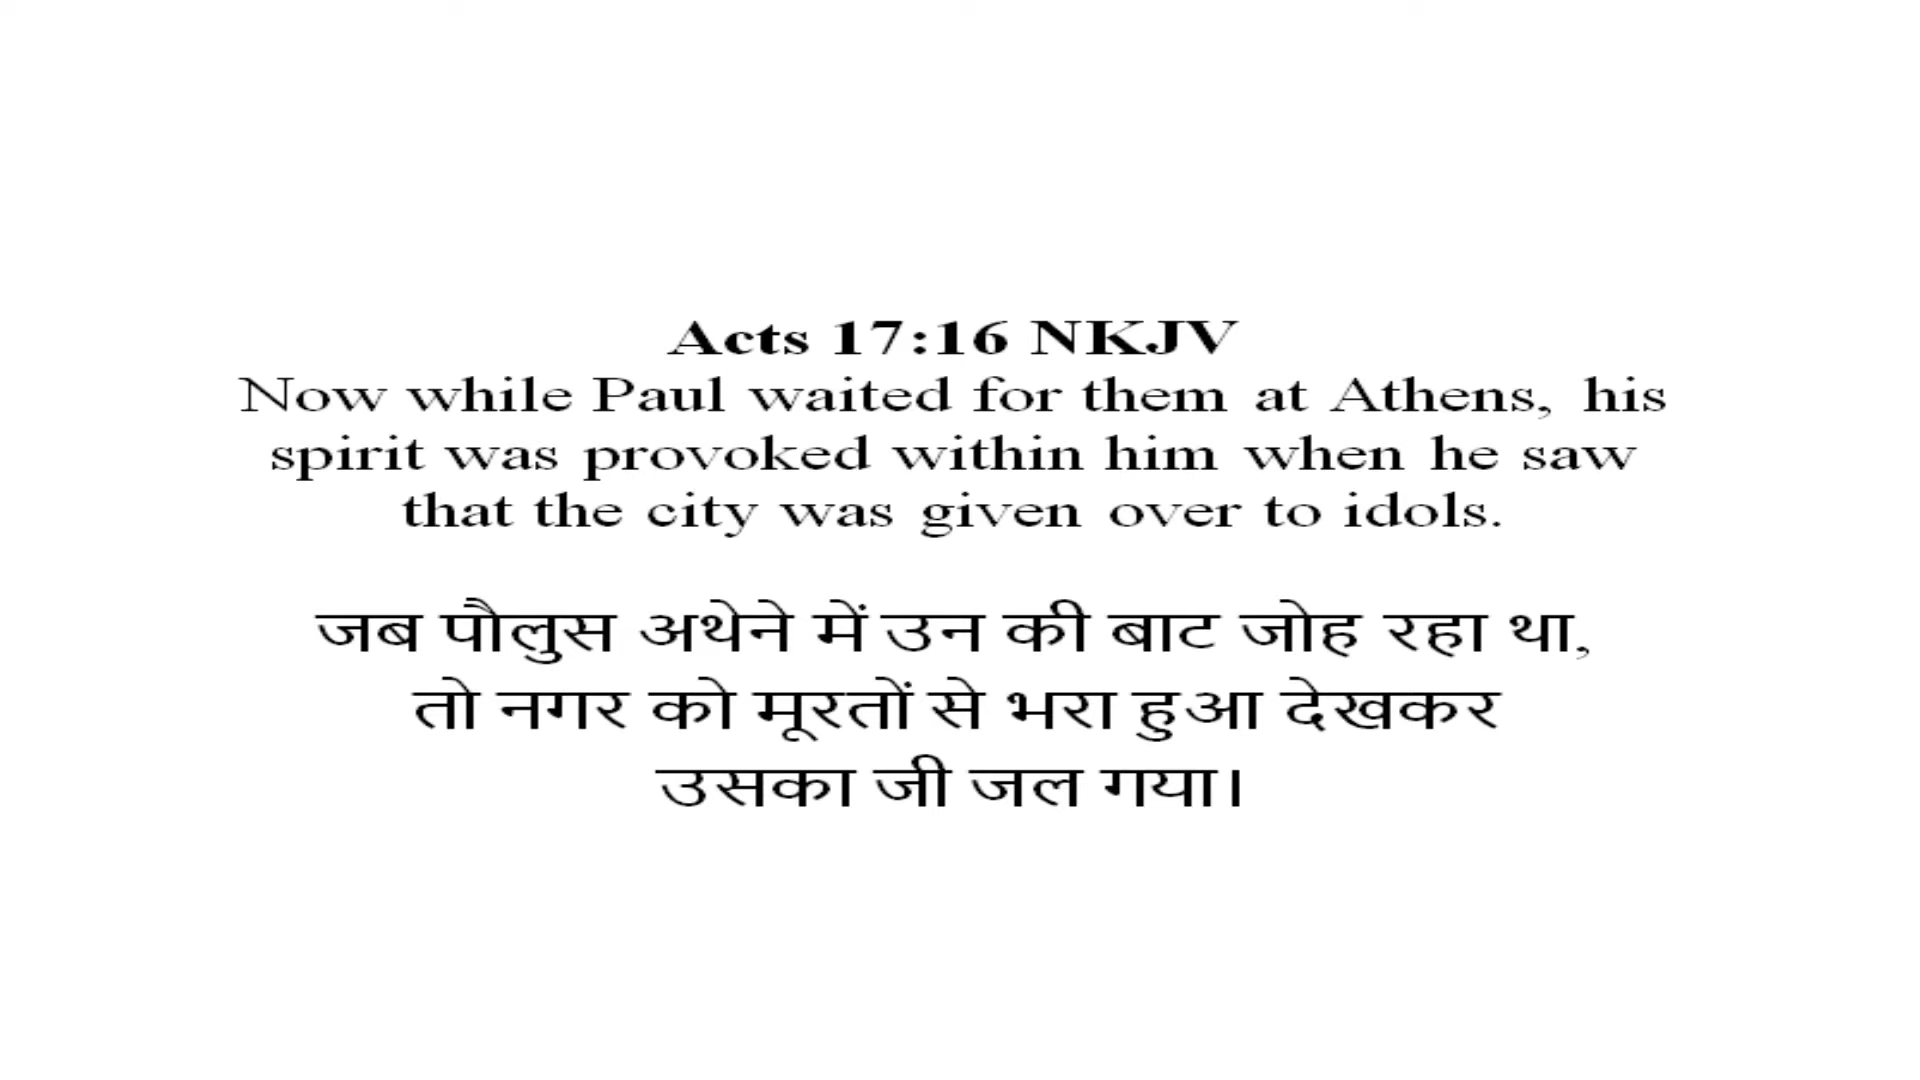 Acts 17:16 NKJV
Now while Paul waited for them at Athens, his
spirit was provoked within him when he saw
that the city was given over to idols.
जब पौलुस अथेने में उन की बाट जोह रहा था,
तो नगर को मूरतों से भरा हुआ देखकर
उसका जी जल गया।